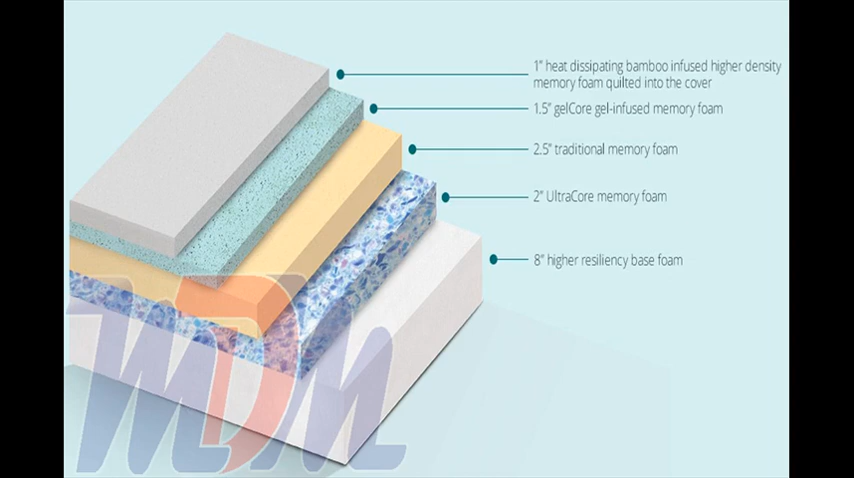 1” heat dissipating bamboo infused higher density
memory foam quilted into the cover
1.5” gelCore gel-infused memory foam
2.5” traditional memory foam
2” UltraCore memory foam
8” higher resiliency base foam
MDM